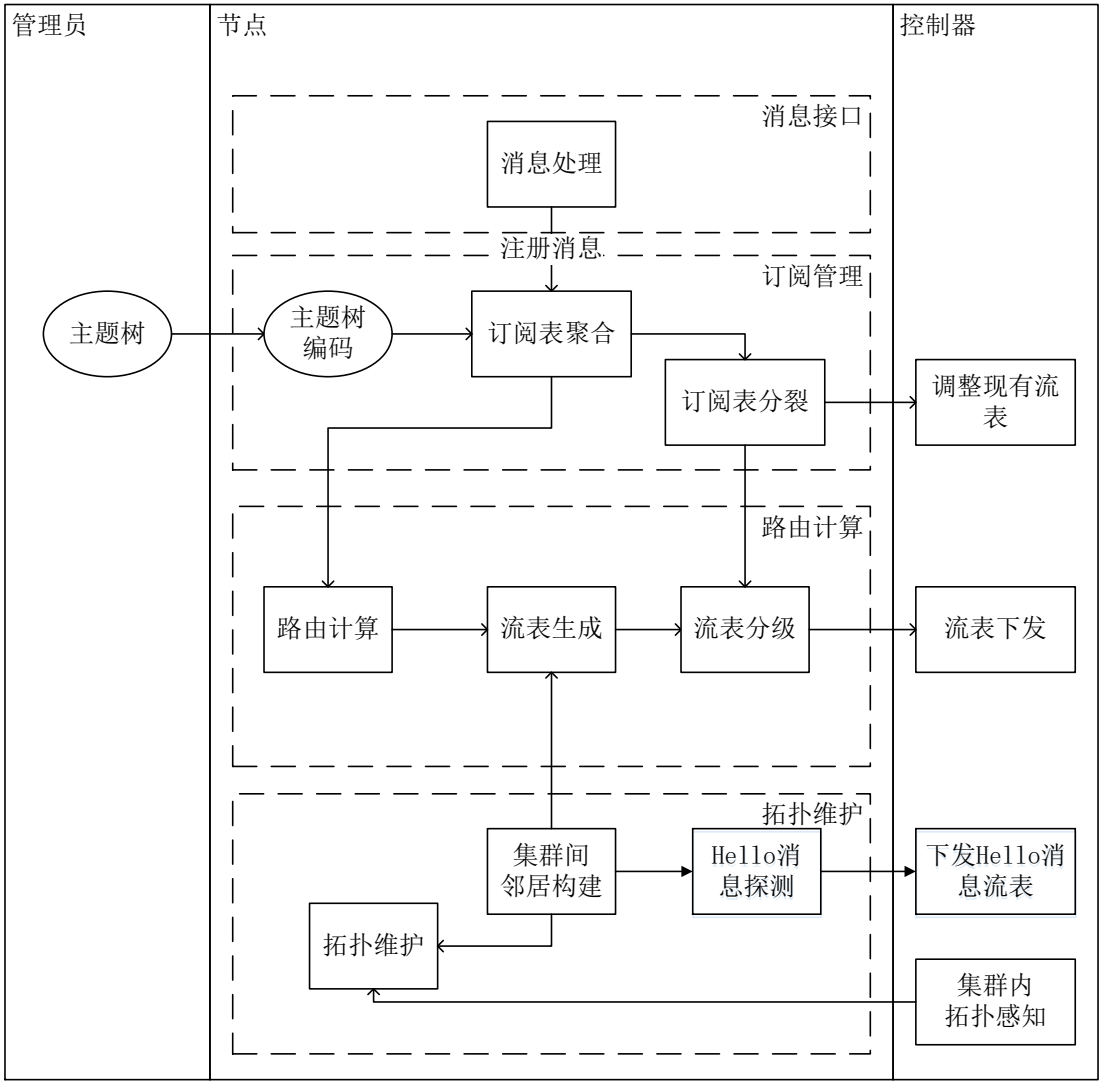 管理员
节点
控制器
消息接口
消息处理
注册消息
订阅管理
主题树
主题树
编码
订阅表聚合
订阅表分裂
调整现有流
表
路由计算
路由计算
流表生成
流表分级
流表下发
拓扑维护
集群间
邻居构建
Hello消
息探测
下发Hello消
息流表
拓扑维护
集群内
拓扑感知